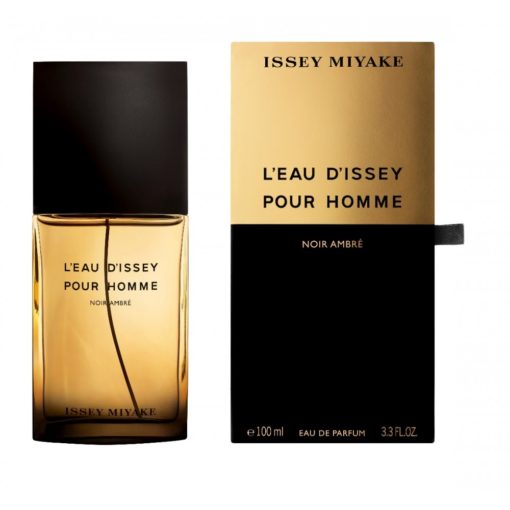 L'EAU D'ISSEY
POUR HOMME
NOIR AMBRÉ
ISSEY MIYAKE
ISSEY MIYAKE
L'EAU D'ISSEY
POUR HOMME
NOIR AMBRÉ
℮ 100 ml EAU DE PARFUM 3.3 FL.OZ.